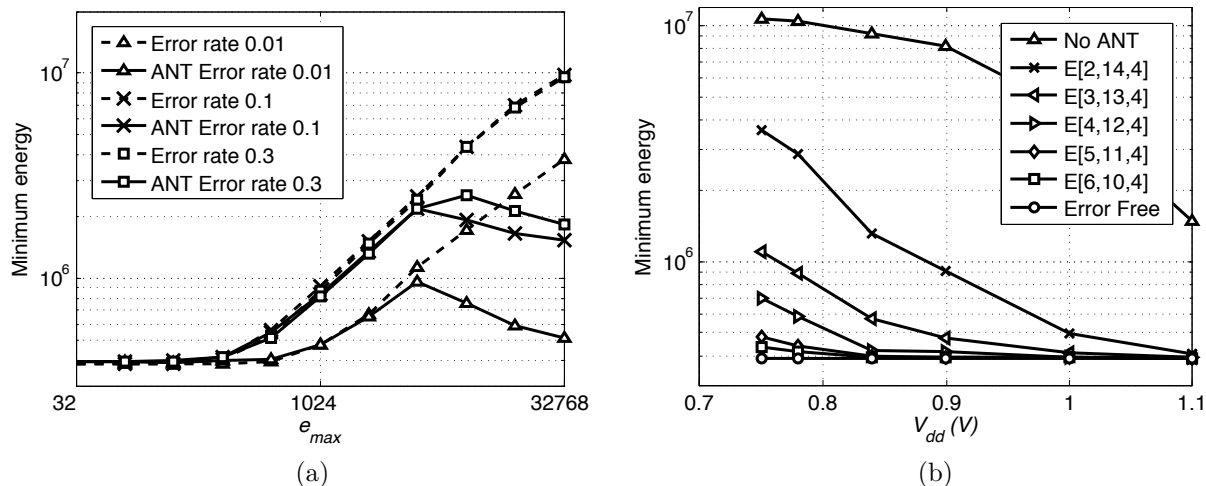 Error rate 0.01
ANT Error rate 0.01
Error rate 0.1
ANT Error rate 0.1
Error rate 0.3
ANT Error rate 0.3
10^7
10^6
Minimum energy
32
1024
32768
e_max
(a)
No ANT
E[2,14,4]
E[3,13,4]
E[4,12,4]
E[5,11,4]
E[6,10,4]
Error Free
10^7
10^6
Minimum energy
0.7
0.8
0.9
1
1.1
V_dd (V)
(b)